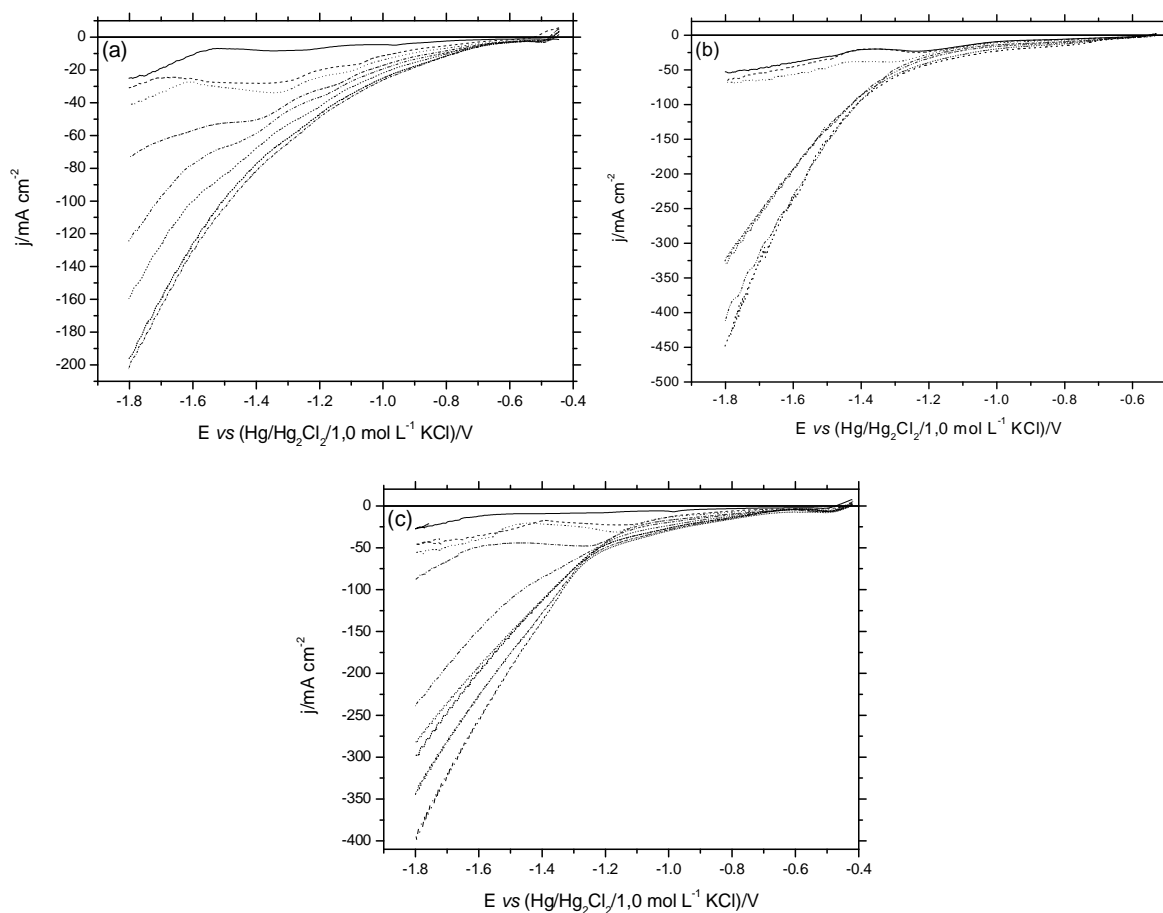 (a)
0
-20
-40
-60
-80
-100
-120
-140
-160
-180
-200
j/mA cm⁻²
-1.8 -1.6 -1.4 -1.2 -1.0 -0.8 -0.6 -0.4
E vs (Hg/Hg₂Cl₂/1,0 mol L⁻¹ KCl)/V
(b)
0
-50
-100
-150
-200
-250
-300
-350
-400
-450
-500
j/mA cm⁻²
-1.8 -1.6 -1.4 -1.2 -1.0 -0.8 -0.6
E vs (Hg/Hg₂Cl₂/1,0 mol L⁻¹ KCl)/V
(c)
0
-50
-100
-150
-200
-250
-300
-350
-400
j/mA cm⁻²
-1.8 -1.6 -1.4 -1.2 -1.0 -0.8 -0.6 -0.4
E vs (Hg/Hg₂Cl₂/1,0 mol L⁻¹ KCl)/V